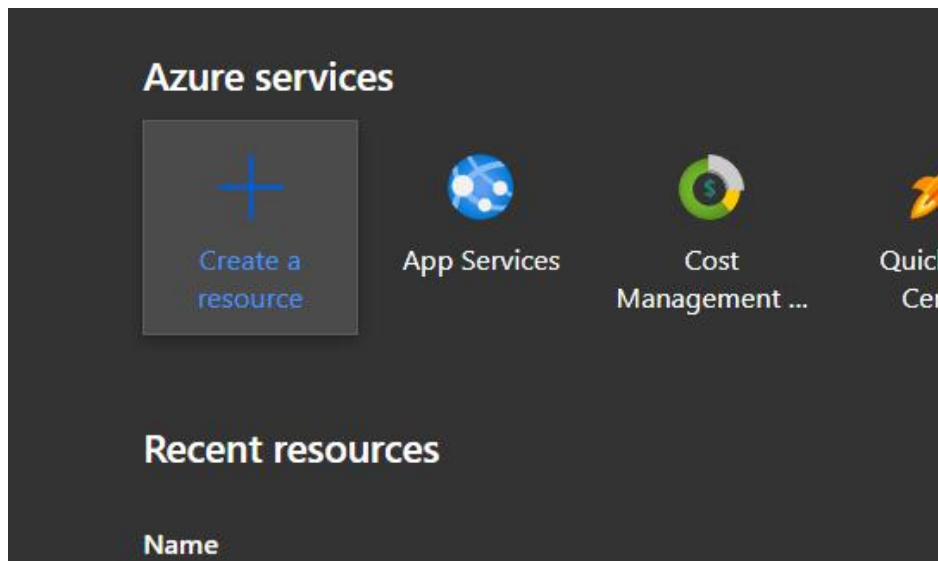 Azure services
Create a
resource
App Services
Cost
Management ...
Recent resources
Name